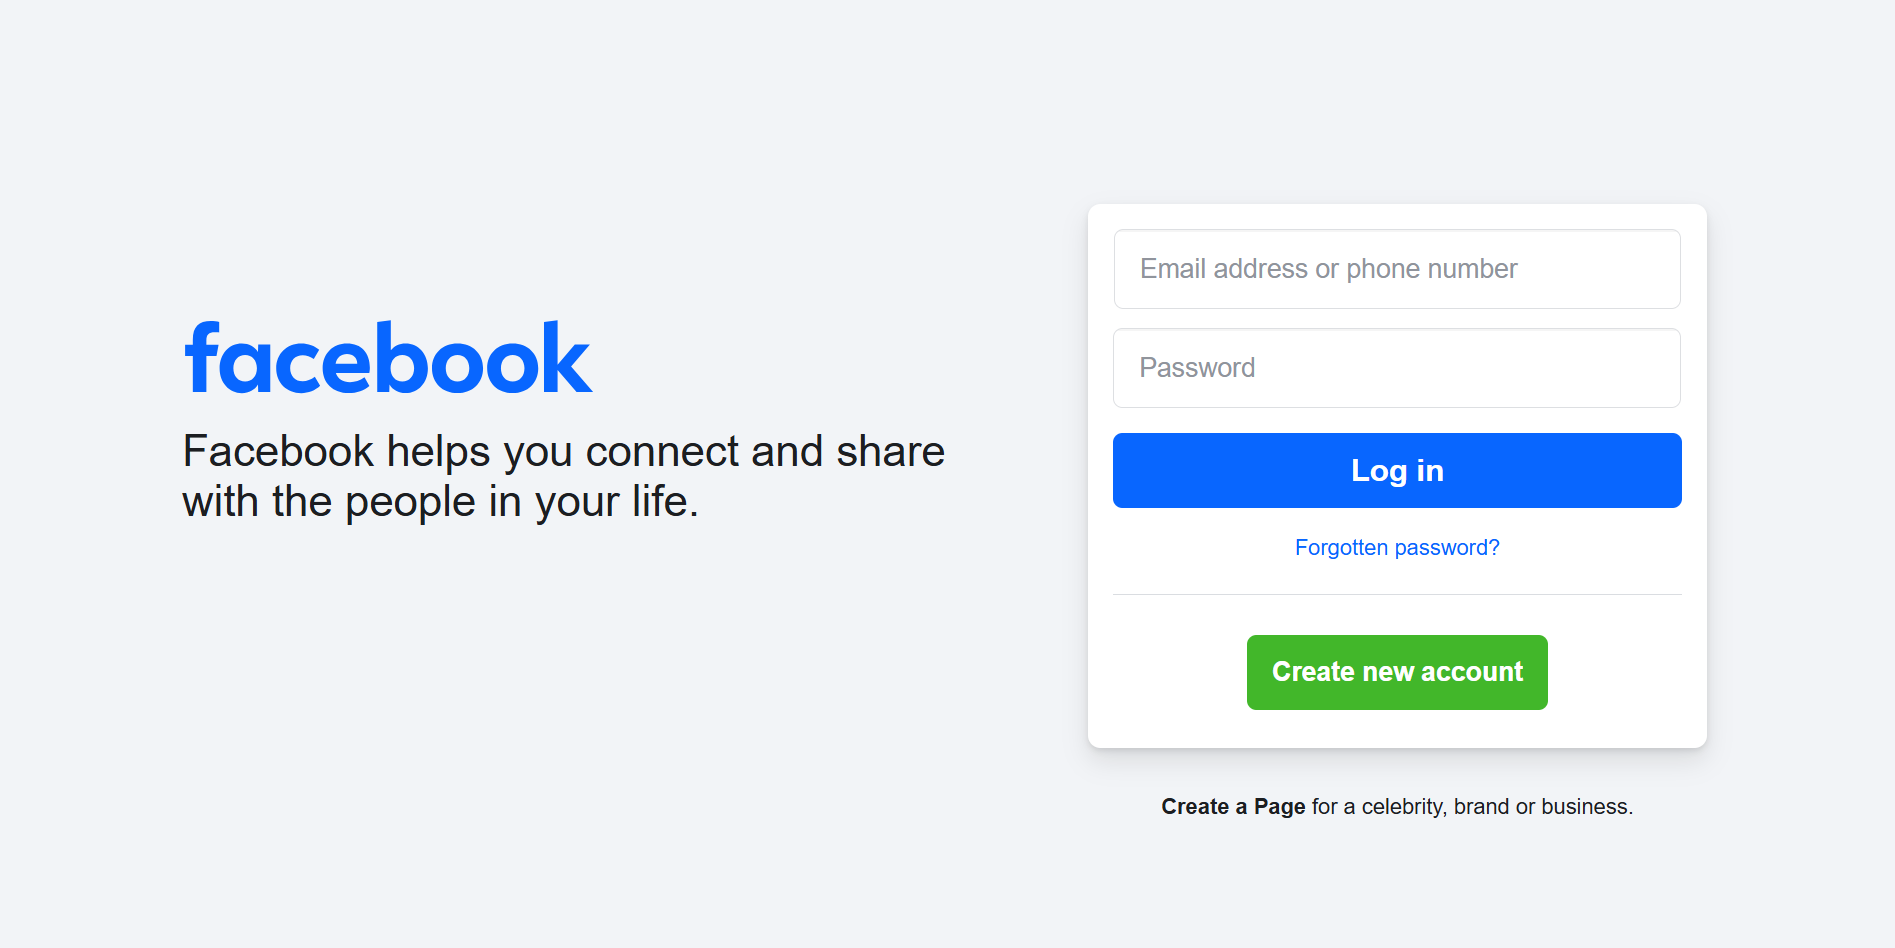 facebook
Facebook helps you connect and share
with the people in your life.
Email address or phone number
Password
Log in
Forgotten password?
Create new account
Create a Page for a celebrity, brand or business.